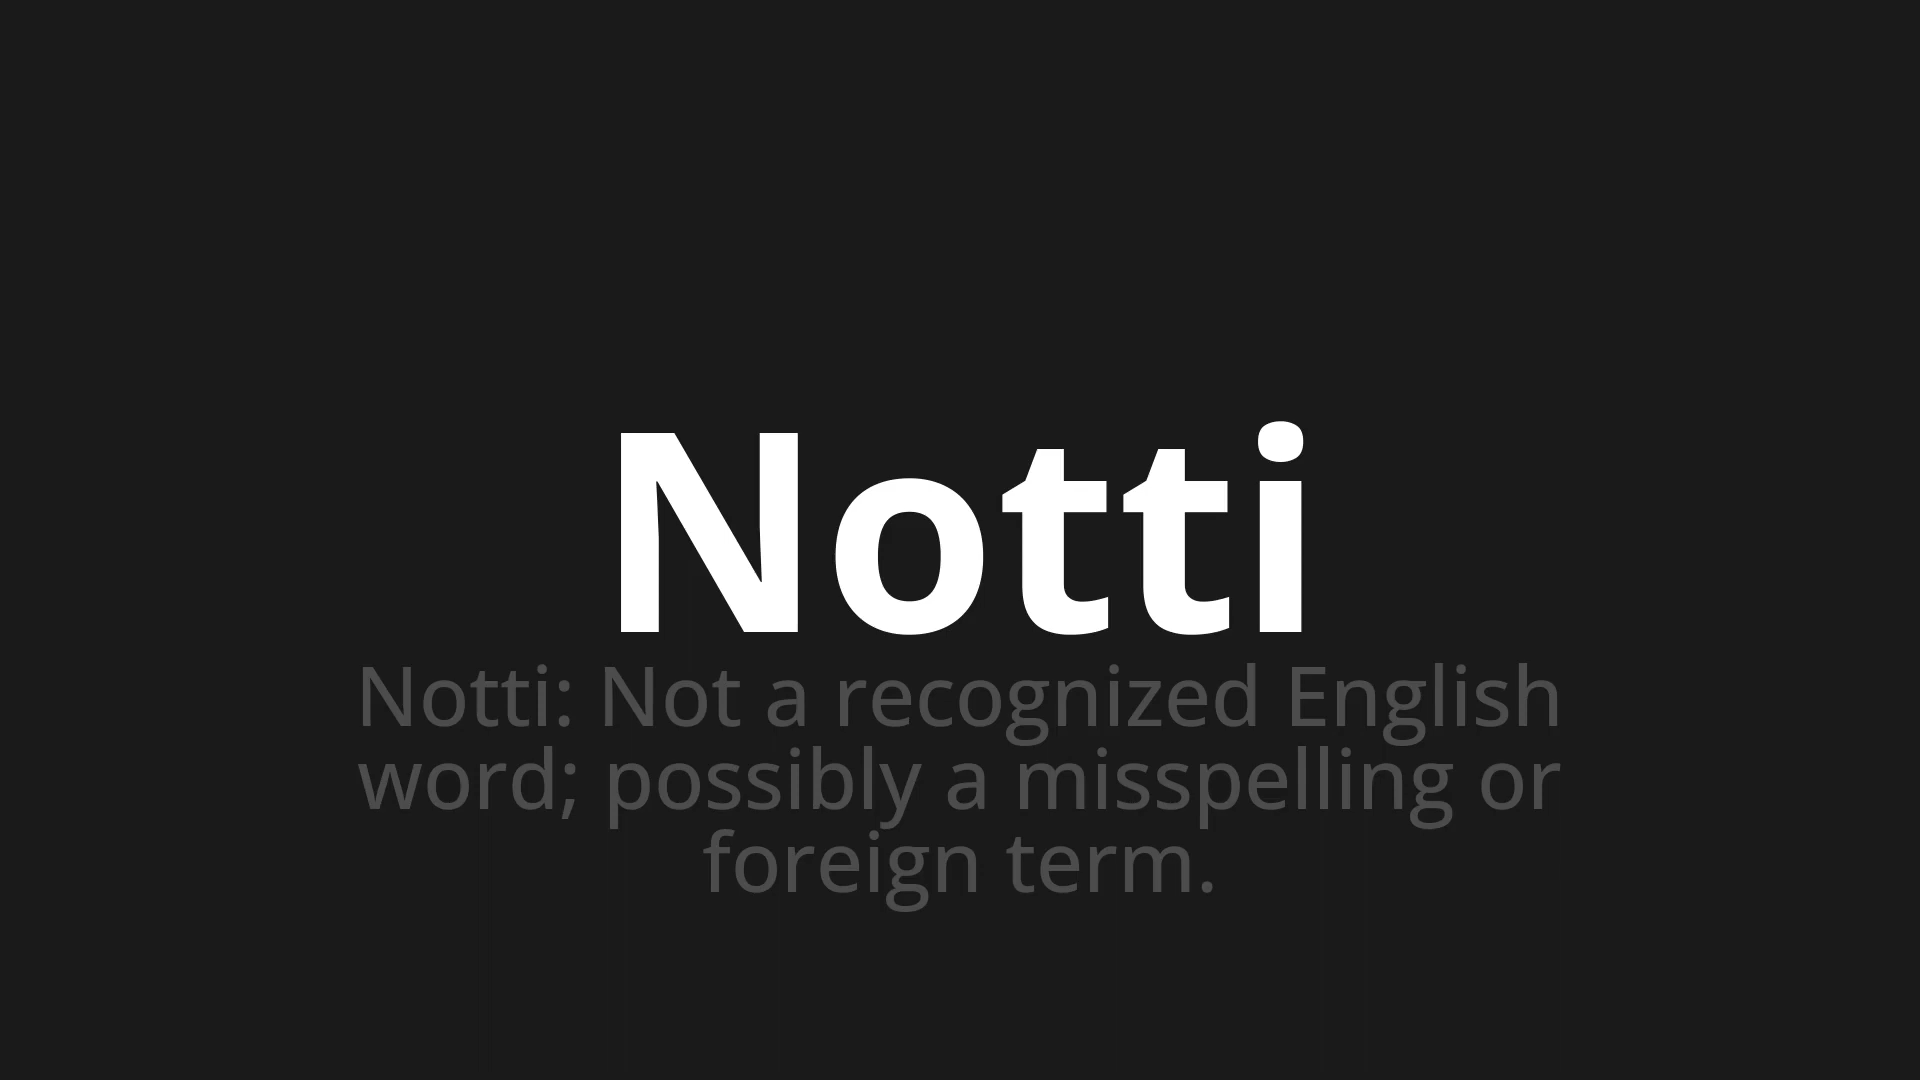 Notti
Notti: Not a recognized English
word; possibly a misspelling or
foreign term.